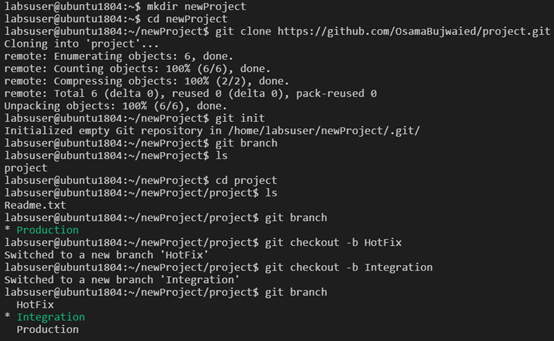 labsuser@ubuntu1804:~$ mkdir newProject
labsuser@ubuntu1804:~$ cd newProject
labsuser@ubuntu1804:~/newProject$ git clone https://github.com/OsamaBujwaied/project.git
Cloning into 'project'...
remote: Enumerating objects: 6, done.
remote: Counting objects: 100% (6/6), done.
remote: Compressing objects: 100% (2/2), done.
remote: Total 6 (delta 0), reused 0 (delta 0), pack-reused 0
Unpacking objects: 100% (6/6), done.
labsuser@ubuntu1804:~/newProject$ git init
Initialized empty Git repository in /home/labsuser/newProject/.git/
labsuser@ubuntu1804:~/newProject$ git branch
labsuser@ubuntu1804:~/newProject$ ls
project
labsuser@ubuntu1804:~/newProject$ cd project
labsuser@ubuntu1804:~/newProject/project$ ls
Readme.txt
labsuser@ubuntu1804:~/newProject/project$ git branch
* Production
labsuser@ubuntu1804:~/newProject/project$ git checkout -b HotFix
Switched to a new branch 'HotFix'
labsuser@ubuntu1804:~/newProject/project$ git checkout -b Integration
Switched to a new branch 'Integration'
labsuser@ubuntu1804:~/newProject/project$ git branch
  HotFix
* Integration
  Production